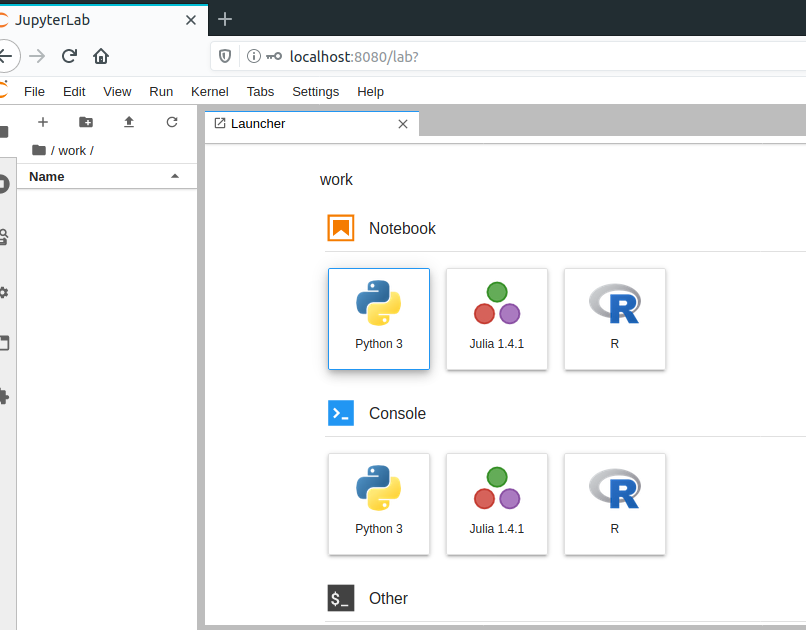 JupyterLab
localhost:8080/lab?
File Edit View Run Kernel Tabs Settings Help
Launcher
/ work /
Name
work
Notebook
Python 3 Julia 1.4.1 R
Console
Python 3 Julia 1.4.1 R
$_ Other